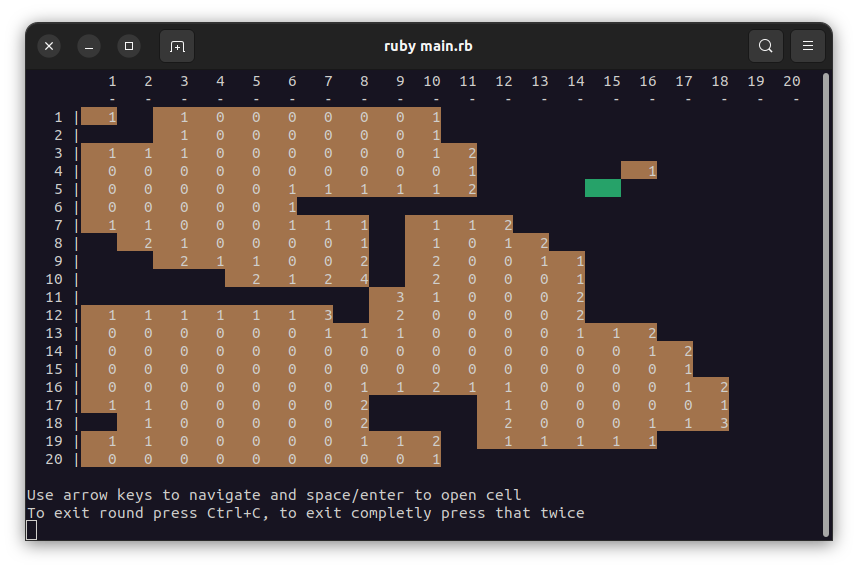 ruby main.rb
1 2 3 4 5 6 7 8 9 10 11 12 13 14 15 16 17 18 19 20
- - - - - - - - - - - - - - - - - - - -
1 | 1 1 0 0 0 0 0 0 1
2 | 1 0 0 0 0 0 0 1
3 | 1 1 1 0 0 0 0 0 0 1 2
4 | 0 0 0 0 0 0 0 0 0 0 1 1
5 | 0 0 0 0 0 1 1 1 1 1 2
6 | 0 0 0 0 0 1
7 | 1 1 0 0 0 1 1 1 1 1 2
8 | 2 1 0 0 0 0 1 1 0 1 2
9 | 2 1 1 0 0 2 2 0 0 1 1
10 | 2 1 2 4 2 0 0 0 1
11 | 3 1 0 0 0 2
12 | 1 1 1 1 1 1 3 2 0 0 0 0 2
13 | 0 0 0 0 0 0 1 1 1 0 0 0 0 1 1 2
14 | 0 0 0 0 0 0 0 0 0 0 0 0 0 0 0 1 2
15 | 0 0 0 0 0 0 0 0 0 0 0 0 0 0 0 0 1
16 | 0 0 0 0 0 0 0 1 1 2 1 1 0 0 0 0 1 2
17 | 1 1 0 0 0 0 0 2 1 0 0 0 0 0 1
18 | 1 0 0 0 0 0 2 2 0 0 0 1 1 3
19 | 1 1 0 0 0 0 0 1 1 2 1 1 1 1 1
20 | 0 0 0 0 0 0 0 0 0 1
Use arrow keys to navigate and space/enter to open cell
To exit round press Ctrl+C, to exit completly press that twice